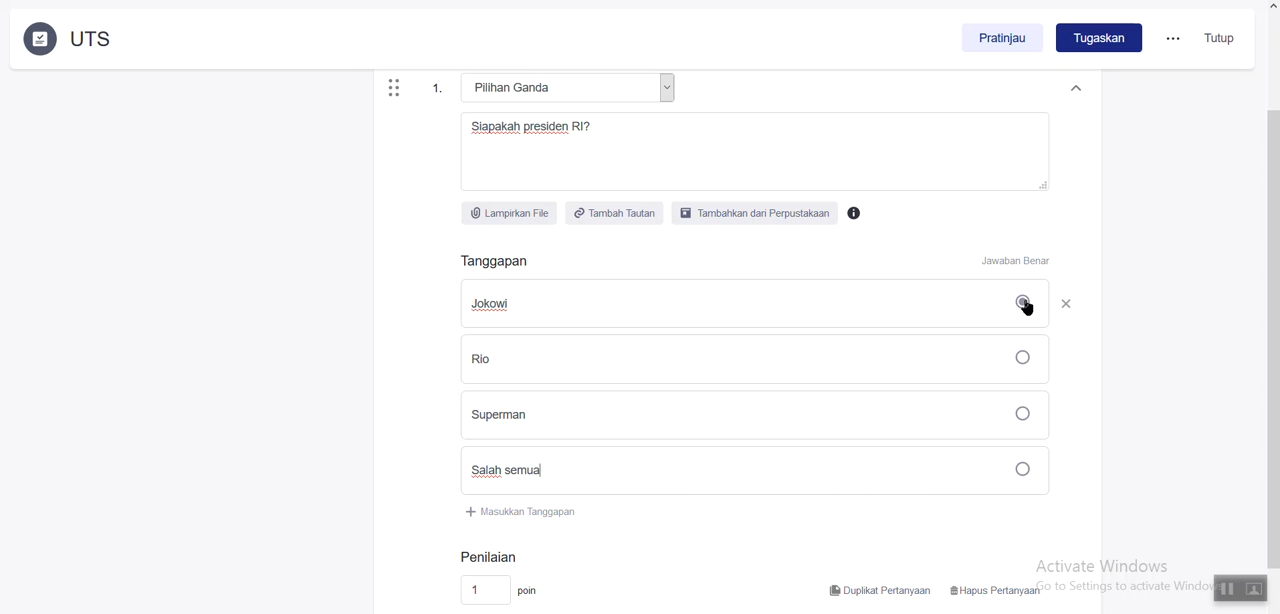 UTS
Pratinjau
Tugaskan
Tutup
1.
Pilihan Ganda
Siapakah presiden RI?
Lampirkan File
Tambah Tautan
Tambahkan dari Perpustakaan
Tanggapan
Jawaban Benar
Jokowi
Rio
Superman
Salah semua
Masukkan Tanggapan
Penilaian
1
poin
Duplikat Pertanyaan
Hapus Pertanyaan
Activate Windows
Go to Settings to activate Windows